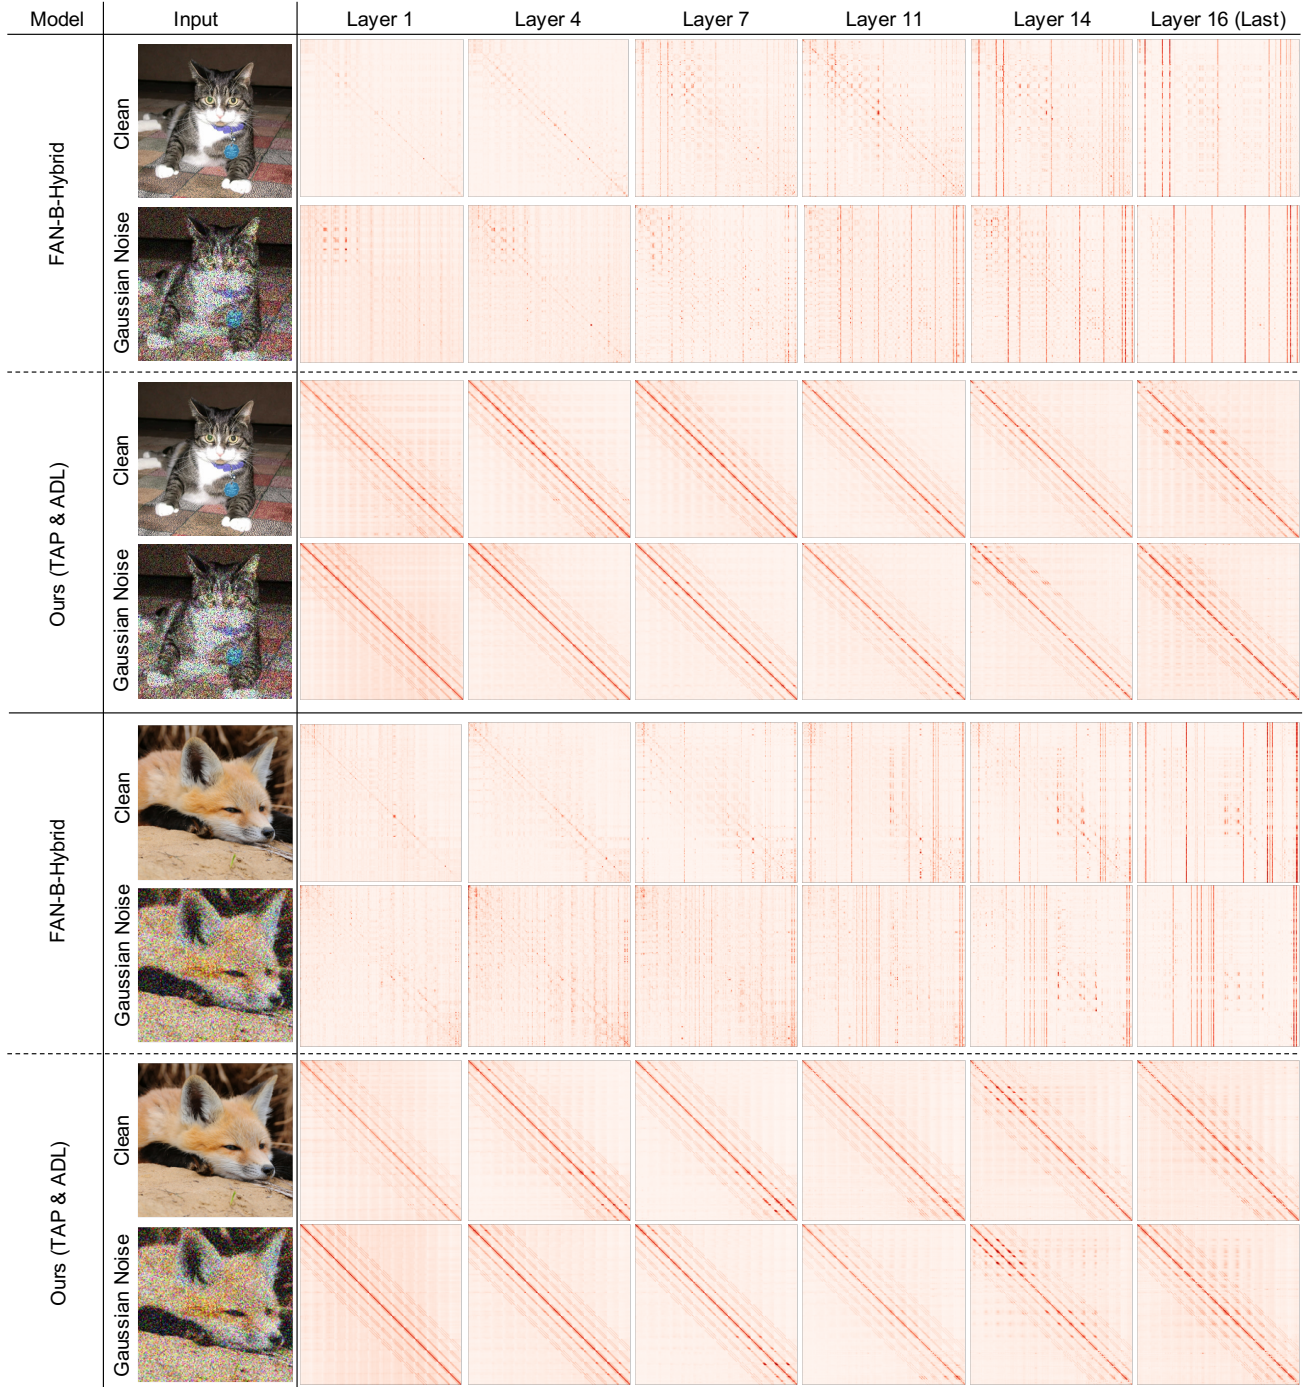 Model Input Layer 1 Layer 4 Layer 7 Layer 11 Layer 14 Layer 16 (Last)
FAN-B-Hybrid
Clean
Gaussian Noise
Ours (TAP & ADL)
Clean
Gaussian Noise
FAN-B-Hybrid
Clean
Gaussian Noise
Ours (TAP & ADL)
Clean
Gaussian Noise